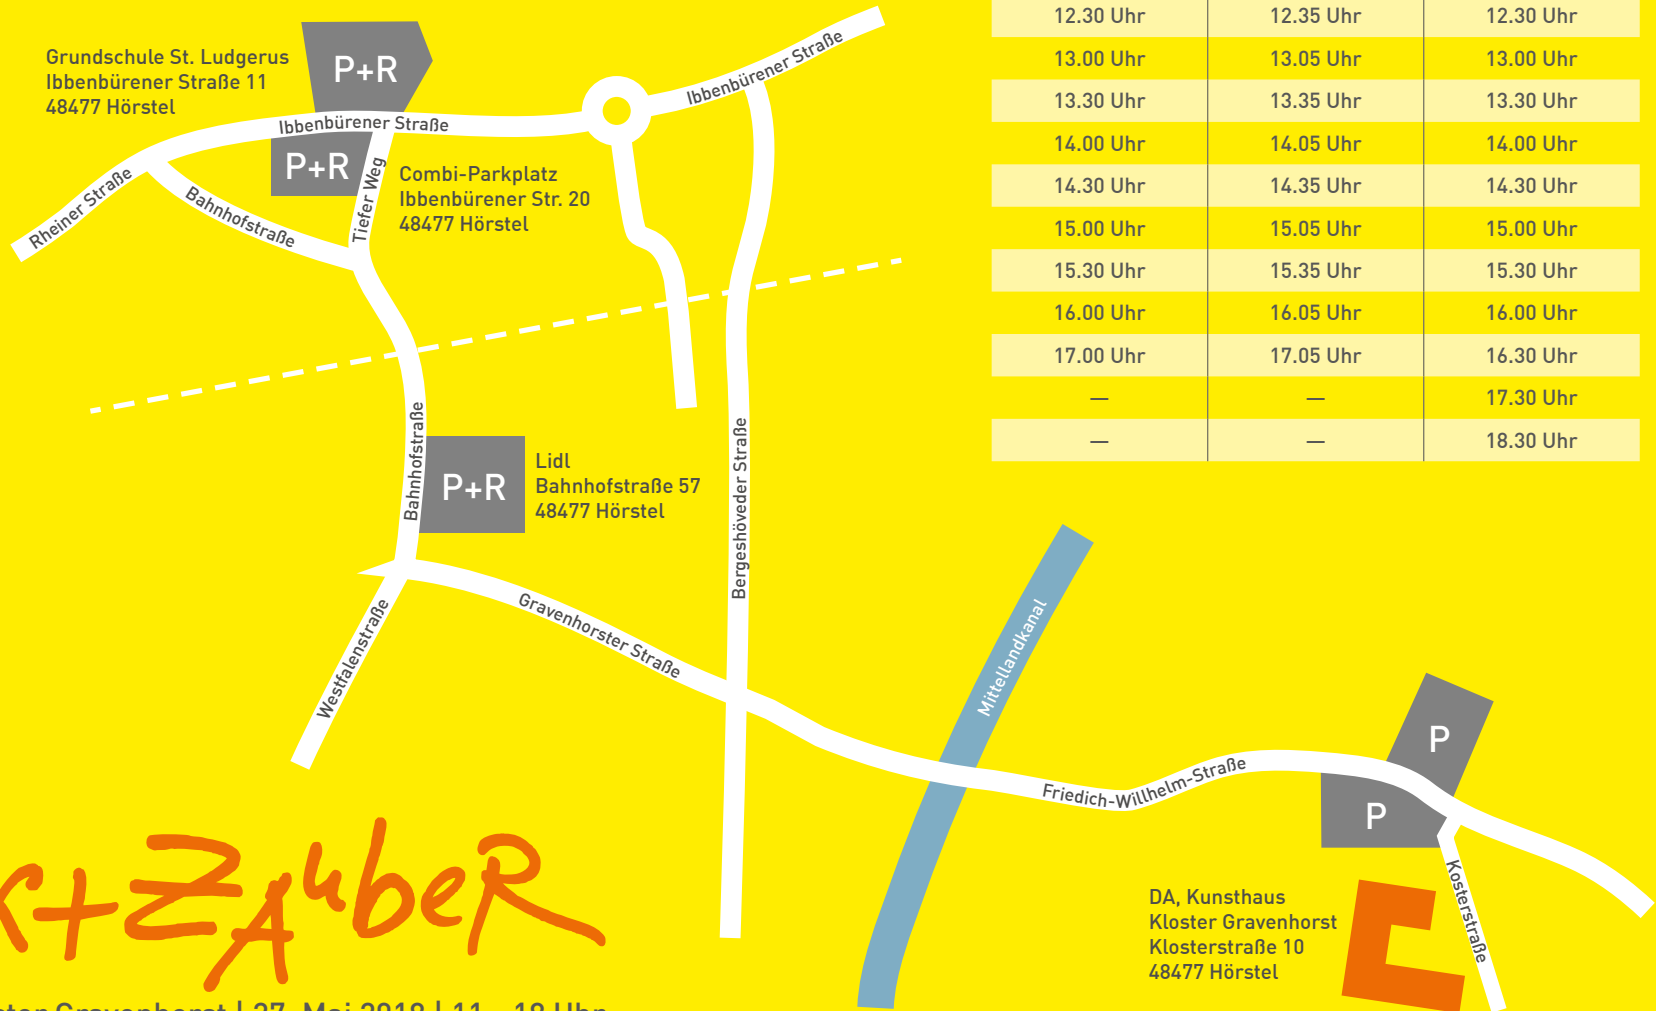 12.30 Uhr 12.35 Uhr 12.30 Uhr
13.00 Uhr 13.05 Uhr 13.00 Uhr
13.30 Uhr 13.35 Uhr 13.30 Uhr
14.00 Uhr 14.05 Uhr 14.00 Uhr
14.30 Uhr 14.35 Uhr 14.30 Uhr
15.00 Uhr 15.05 Uhr 15.00 Uhr
15.30 Uhr 15.35 Uhr 15.30 Uhr
16.00 Uhr 16.05 Uhr 16.00 Uhr
17.00 Uhr 17.05 Uhr 16.30 Uhr
— — 17.30 Uhr
— — 18.30 Uhr
Grundschule St. Ludgerus
Ibbenbürener Straße 11
48477 Hörstel
P+R
Ibbenbürener Straße
Ibbenbürener Straße
P+R
Tiefer Weg
Combi-Parkplatz
Ibbenbürener Str. 20
48477 Hörstel
Rheiner Straße
Bahnhofstraße
Bahnhofstraße
P+R
Lidl
Bahnhofstraße 57
48477 Hörstel
Bergeshöveder Straße
Westfalenstraße
Gravenhorster Straße
Mittellandkanal
Friedich-Willhelm-Straße
P
P
Kosterstraße
DA, Kunsthaus
Kloster Gravenhorst
Klosterstraße 10
48477 Hörstel
ktZAubeR